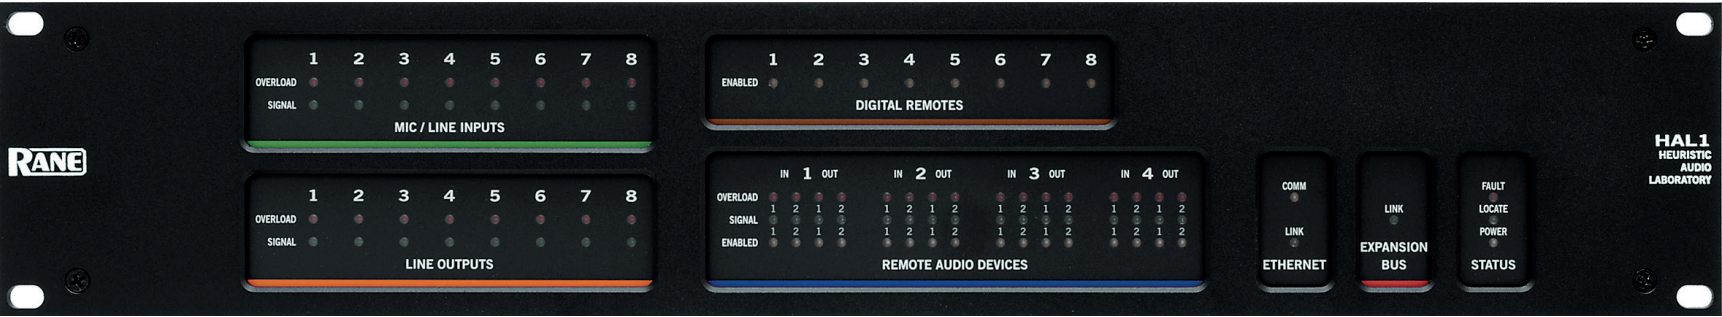 1 2 3 4 5 6 7 8
OVERLOAD
SIGNAL
MIC / LINE INPUTS
1 2 3 4 5 6 7 8
ENABLED
DIGITAL REMOTES
RANE
HAL1
HEURISTIC
AUDIO
LABORATORY
1 2 3 4 5 6 7 8
OVERLOAD
SIGNAL
LINE OUTPUTS
IN 1 OUT IN 2 OUT IN 3 OUT IN 4 OUT
OVERLOAD
1 2 1 2 1 2 1 2 1 2 1 2 1 2 1 2
SIGNAL
1 2 1 2 1 2 1 2 1 2 1 2 1 2 1 2
ENABLED
REMOTE AUDIO DEVICES
COMM
LINK
ETHERNET
LINK
EXPANSION
BUS
FAULT
LOCATE
POWER
STATUS